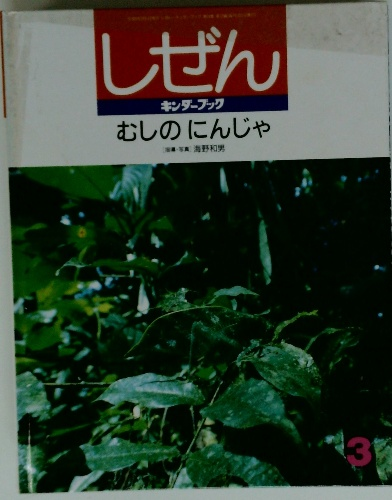 しぜん
キンダーブック
むしの にんじゃ
［指導・写真］海野和男
3